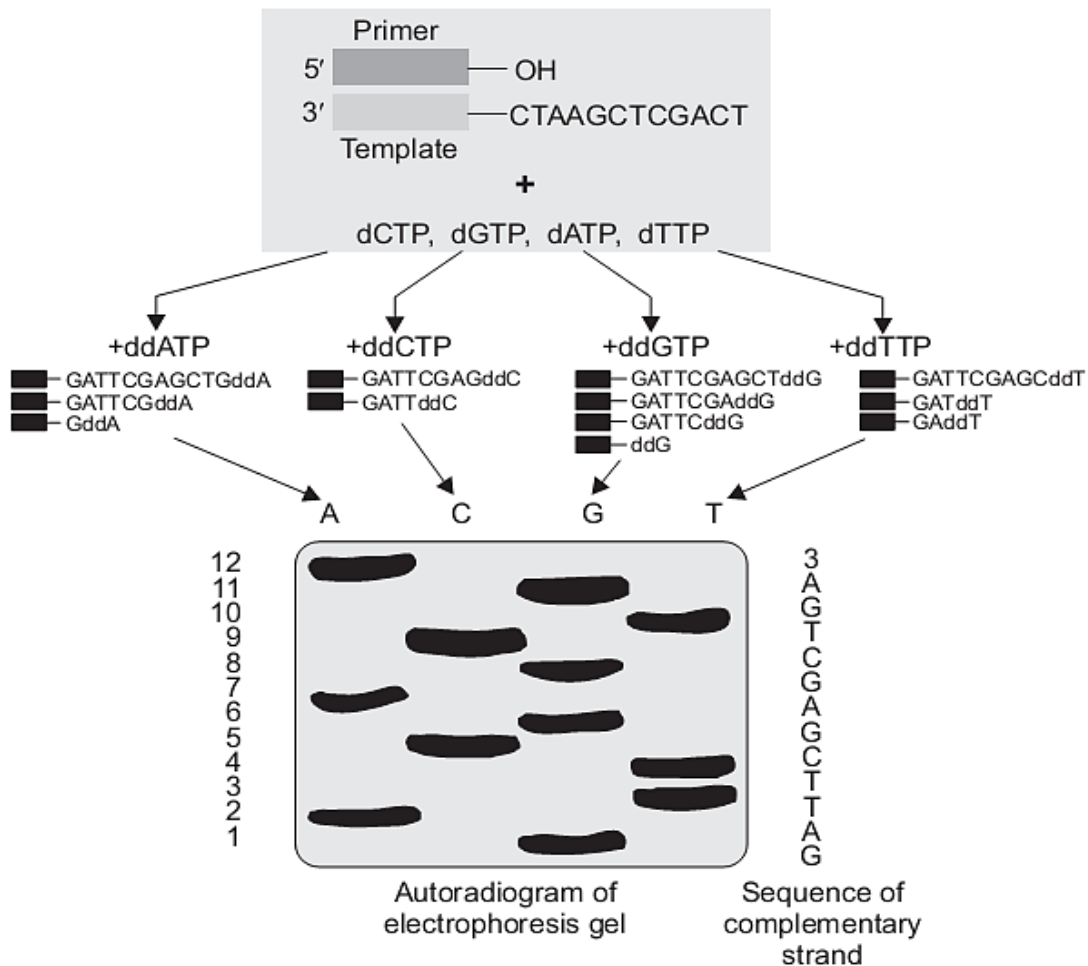 Primer
5′ OH
3′ CTAAGCTCGACT
Template
+
dCTP, dGTP, dATP, dTTP
+ddATP
GATTCGAGCTGddA
GATTCGddA
GddA
+ddCTP
GATTCGAGddC
GATTddC
+ddGTP
GATTCGAGCTddG
GATTCGAddG
GATTCddG
ddG
+ddTTP
GATTCGAGCddT
GATddT
GAddT
A C G T
12
11
10
9
8
7
6
5
4
3
2
1
3
A
G
T
C
G
A
G
C
T
T
A
G
Autoradiogram of
electrophoresis gel
Sequence of
complementary
strand